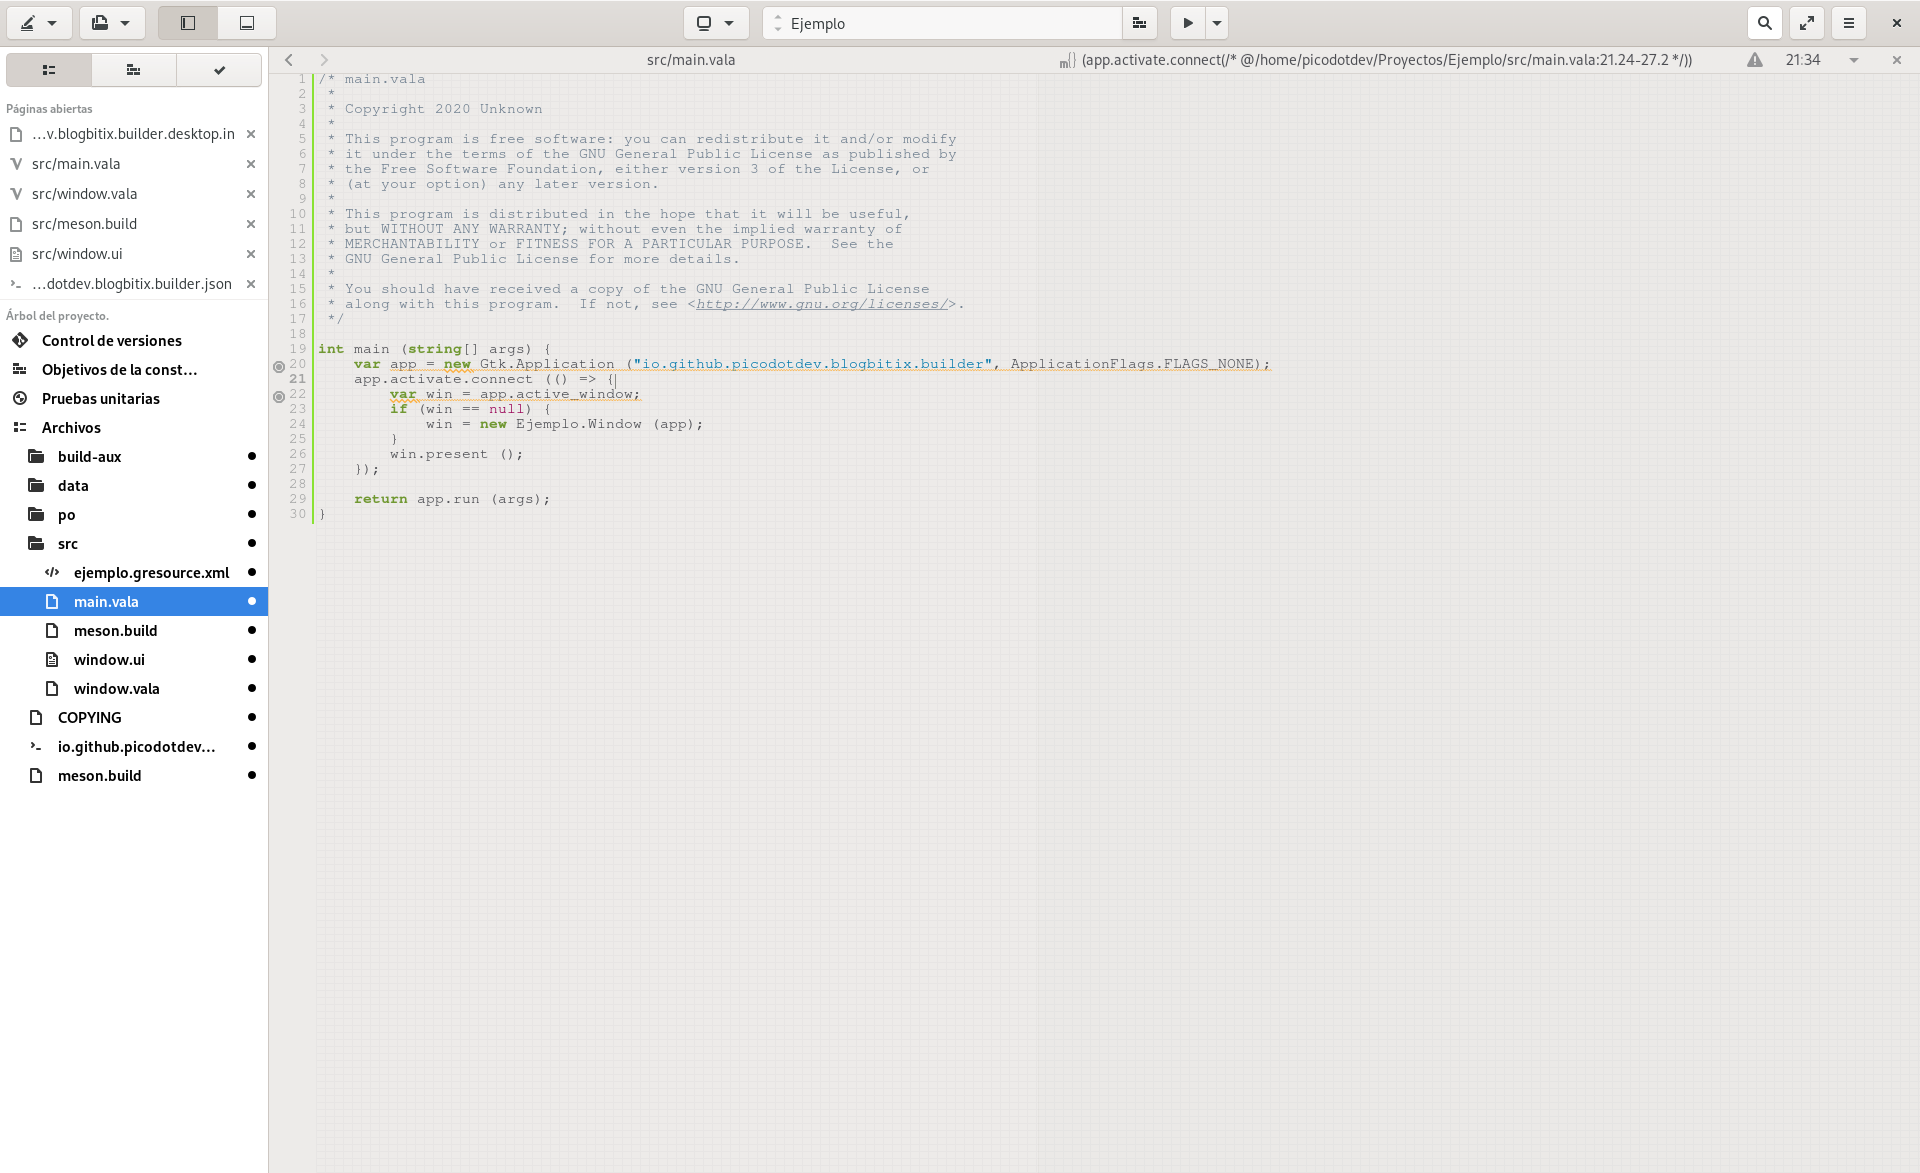 Ejemplo
src/main.vala
(app.activate.connect(/* @/home/picodotdev/Proyectos/Ejemplo/src/main.vala:21.24-27.2 */))
21:34
Páginas abiertas
...v.blogbitix.builder.desktop.in
src/main.vala
src/window.vala
src/meson.build
src/window.ui
...dotdev.blogbitix.builder.json
Árbol del proyecto.
Control de versiones
Objetivos de la const...
Pruebas unitarias
Archivos
build-aux
data
po
src
ejemplo.gresource.xml
main.vala
meson.build
window.ui
window.vala
COPYING
io.github.picodotdev...
meson.build
1 /* main.vala
2  *
3  * Copyright 2020 Unknown
4  *
5  * This program is free software: you can redistribute it and/or modify
6  * it under the terms of the GNU General Public License as published by
7  * the Free Software Foundation, either version 3 of the License, or
8  * (at your option) any later version.
9  *
10  * This program is distributed in the hope that it will be useful,
11  * but WITHOUT ANY WARRANTY; without even the implied warranty of
12  * MERCHANTABILITY or FITNESS FOR A PARTICULAR PURPOSE.  See the
13  * GNU General Public License for more details.
14  *
15  * You should have received a copy of the GNU General Public License
16  * along with this program.  If not, see <http://www.gnu.org/licenses/>.
17  */
18
19 int main (string[] args) {
20     var app = new Gtk.Application ("io.github.picodotdev.blogbitix.builder", ApplicationFlags.FLAGS_NONE);
21     app.activate.connect (() => {
22         var win = app.active_window;
23         if (win == null) {
24             win = new Ejemplo.Window (app);
25         }
26         win.present ();
27     });
28
29     return app.run (args);
30 }